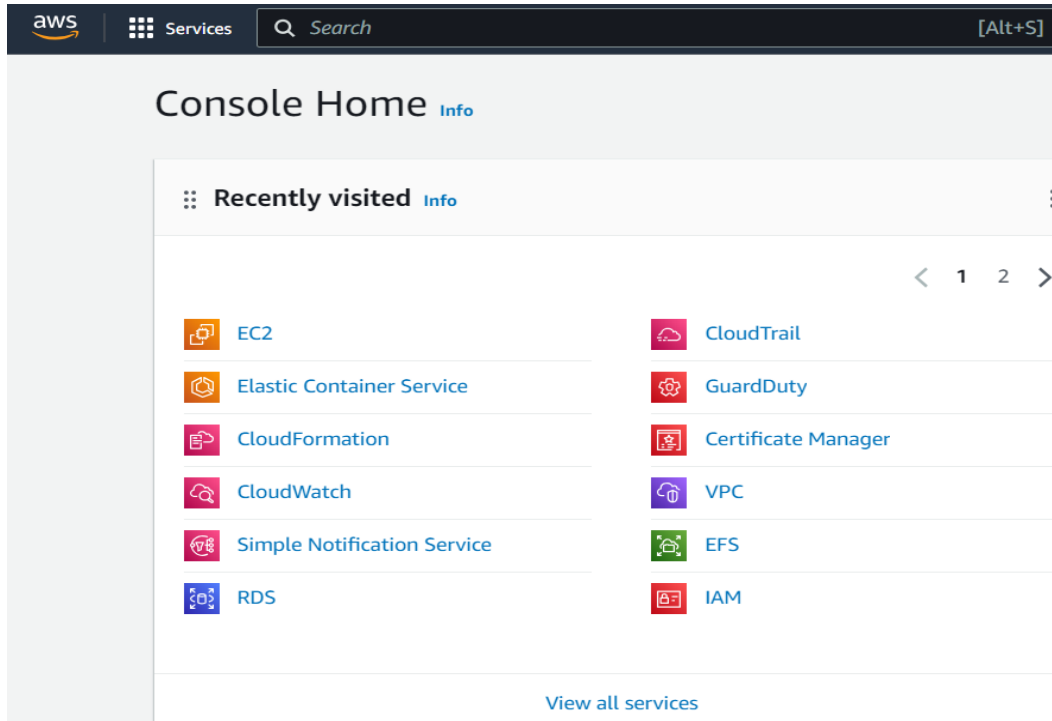 aws Services Search [Alt+S]
Console Home Info
Recently visited Info
1 2
EC2
Elastic Container Service
CloudFormation
CloudWatch
Simple Notification Service
RDS
CloudTrail
GuardDuty
Certificate Manager
VPC
EFS
IAM
View all services